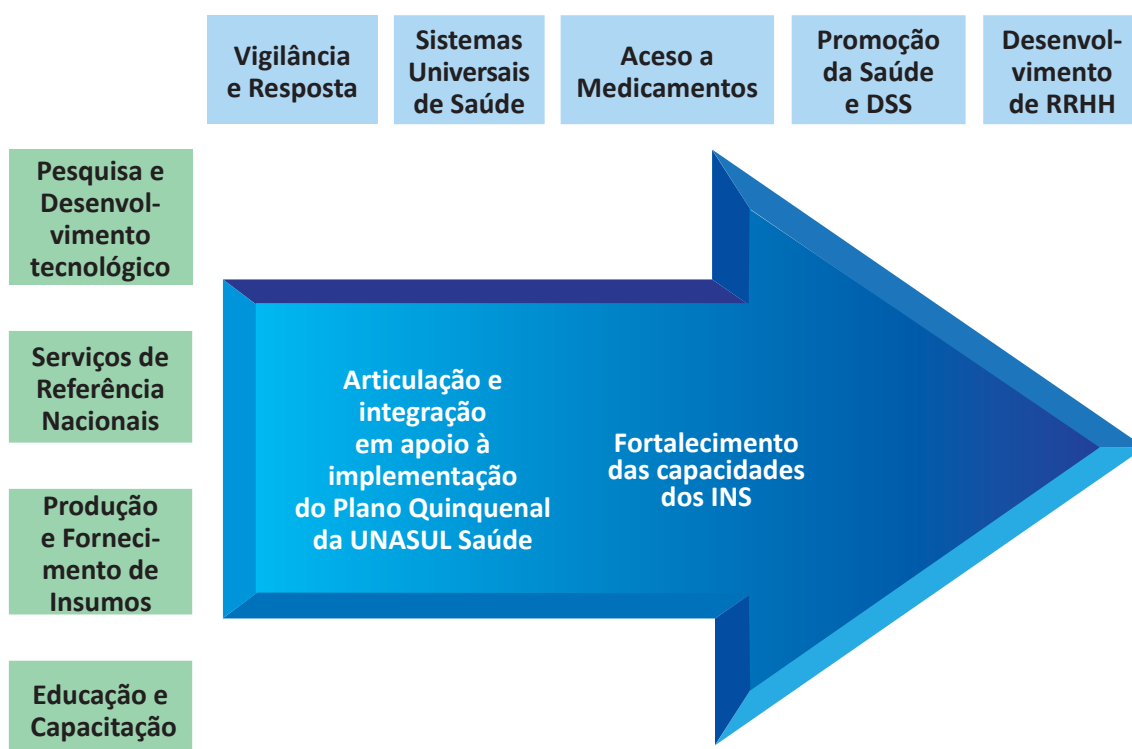 Vigilância
e Resposta
Sistemas
Universais
de Saúde
Aceso a
Medicamentos
Promoção
da Saúde
e DSS
Desenvol-
vimento
de RRHH
Pesquisa e
Desenvol-
vimento
tecnológico
Serviços de
Referência
Nacionais
Produção
e Forneci-
mento de
Insumos
Educação e
Capacitação
Articulação e
integração
em apoio à
implementação
do Plano Quinquenal
da UNASUL Saúde
Fortalecimento
das capacidades
dos INS